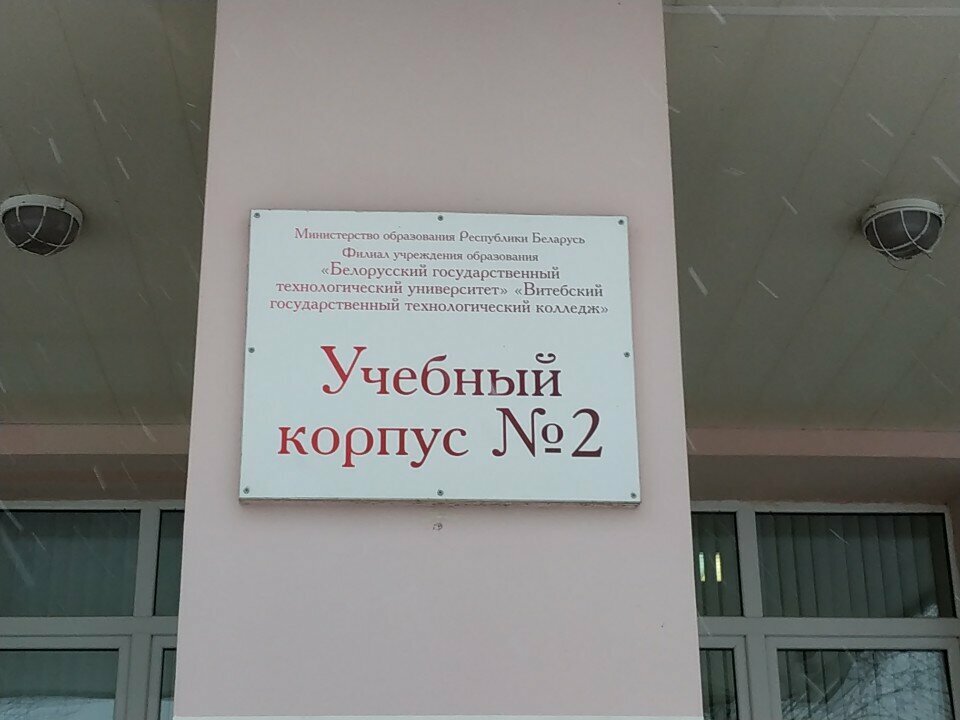 Министерство образования Республики Беларусь
Филиал учреждения образования
«Белорусский государственный
технологический университет» «Витебский
государственный технологический колледж»
Учебный
корпус №2